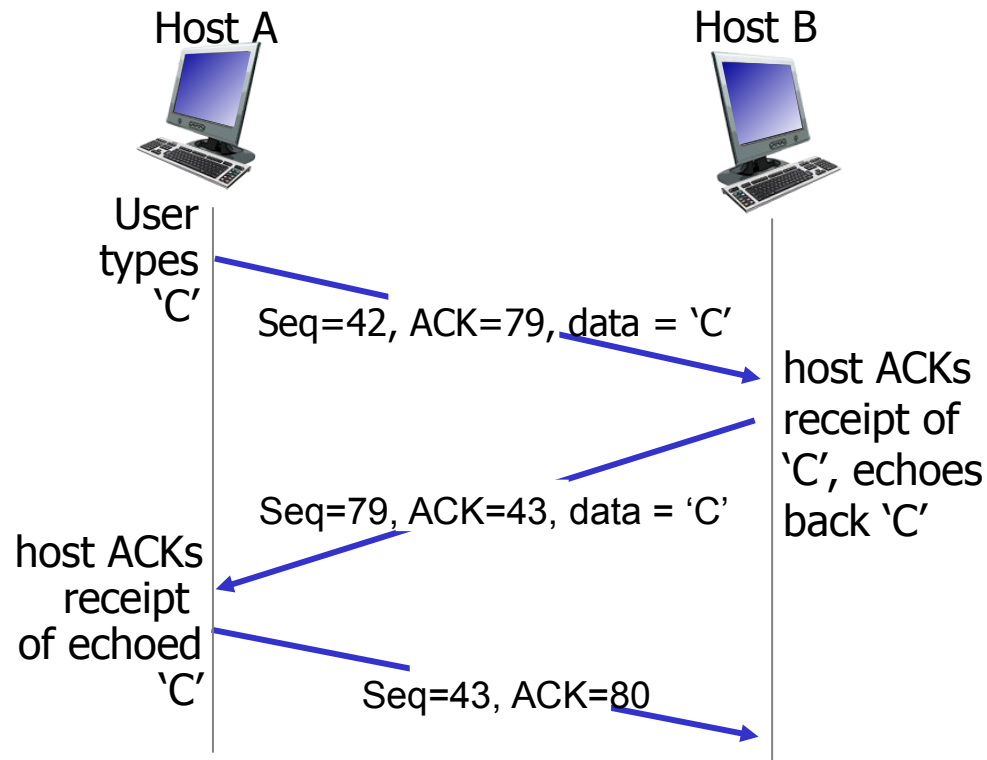 Host A
Host B
User
types
‘C’
Seq=42, ACK=79, data = ‘C’
host ACKs
receipt of
‘C’, echoes
back ‘C’
Seq=79, ACK=43, data = ‘C’
host ACKs
receipt
of echoed
‘C’
Seq=43, ACK=80